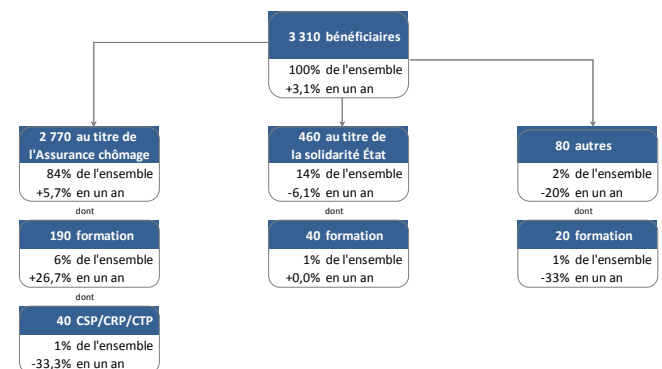 3 310 bénéficiaires
100% de l'ensemble
+3,1% en un an
2 770 au titre de
l'Assurance chômage
84% de l'ensemble
+5,7% en un an
dont
190 formation
6% de l'ensemble
+26,7% en un an
dont
40 CSP/CRP/CTP
1% de l'ensemble
-33,3% en un an
460 au titre de
la solidarité État
14% de l'ensemble
-6,1% en un an
dont
40 formation
1% de l'ensemble
+0,0% en un an
80 autres
2% de l'ensemble
-20% en un an
dont
20 formation
1% de l'ensemble
-33% en un an